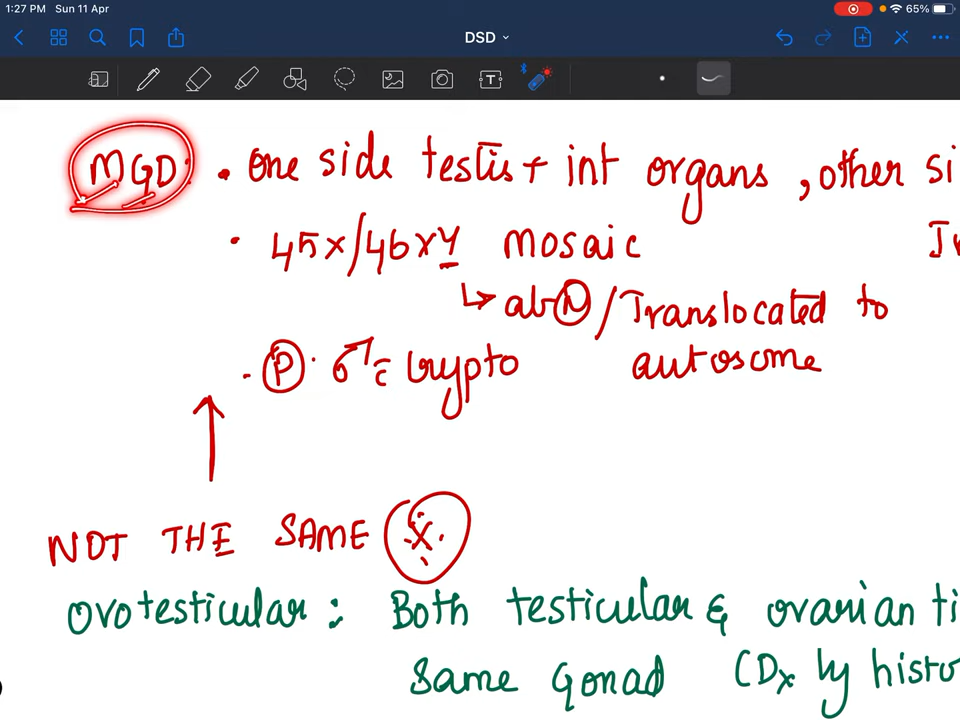 1:27 PM Sun 11 Apr 65%
DSD
T
MGD: • One side testis + int organs, other si
• 45X/46XY mosaic
↳ abN / Translocated to autosome
• P • ♂ c Crypto
NOT THE SAME
Ovotesticular: Both testicular & ovarian ti
same gonad (Dx by histo